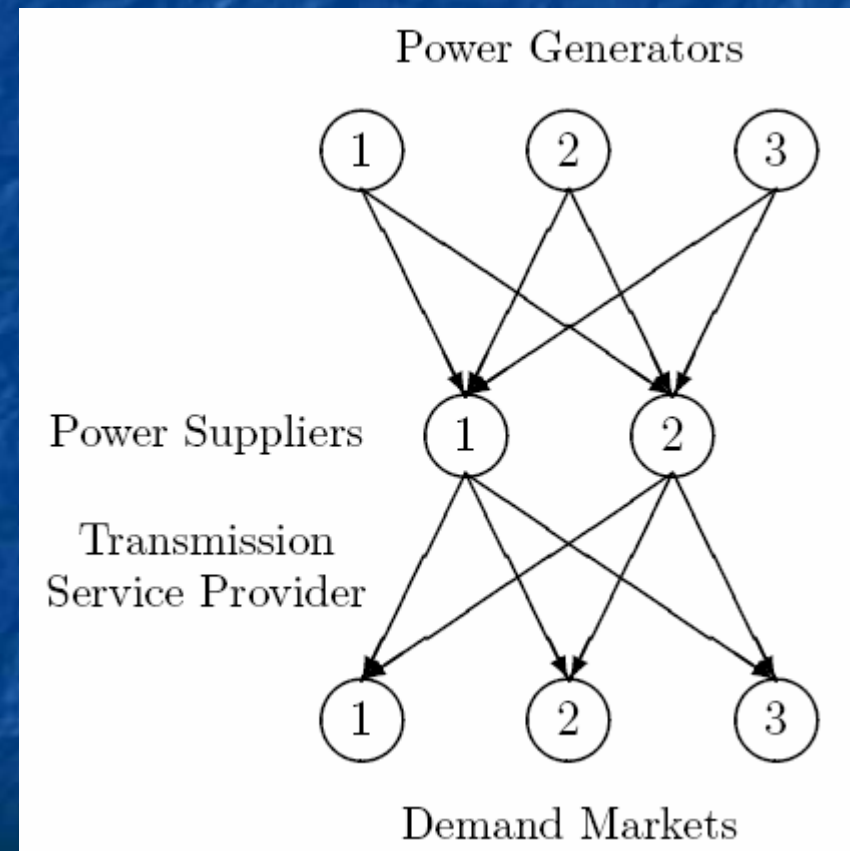 Power Generators
1 2 3
Power Suppliers
1 2
Transmission
Service Provider
1 2 3
Demand Markets